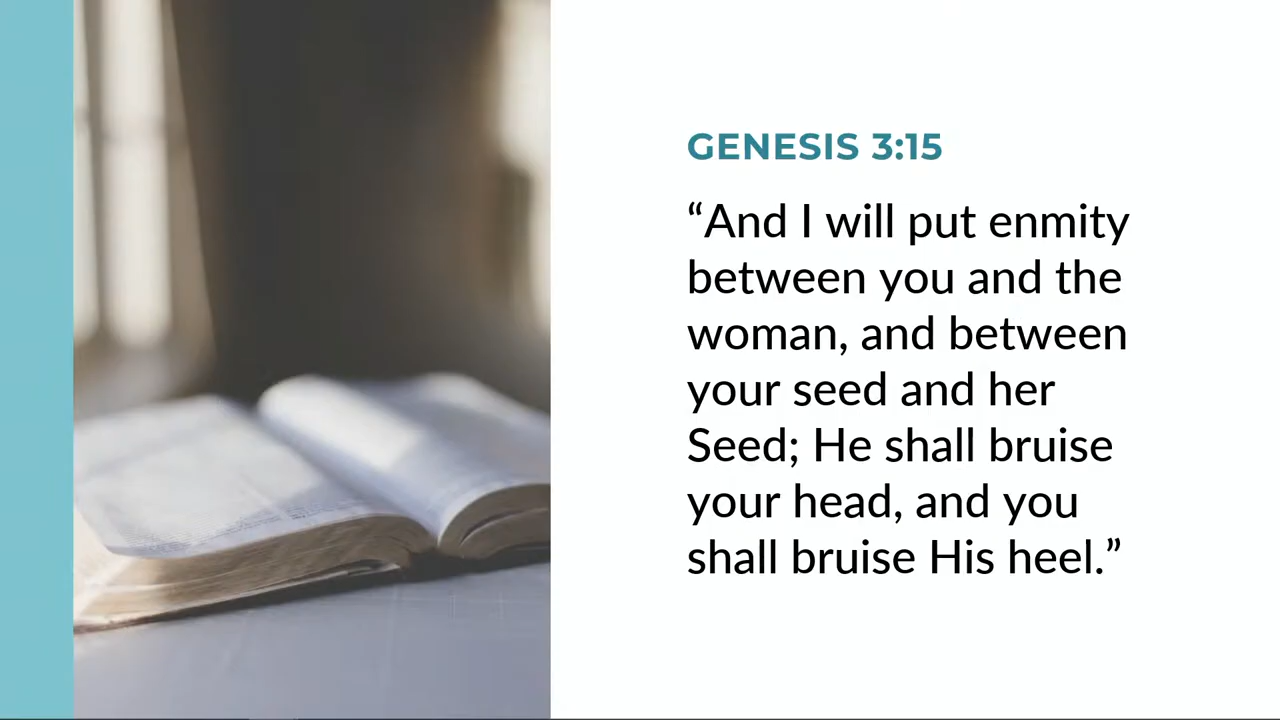 GENESIS 3:15
“And I will put enmity
between you and the
woman, and between
your seed and her
Seed; He shall bruise
your head, and you
shall bruise His heel.”